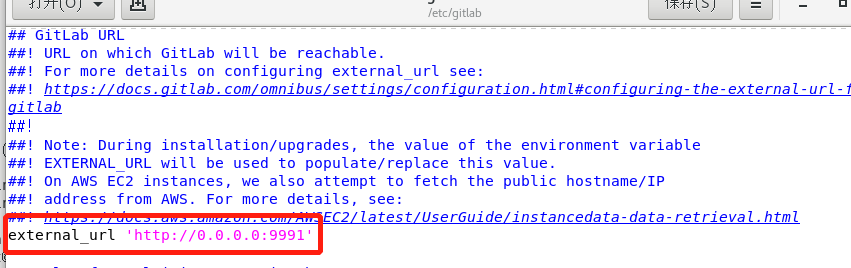 打开(O)
保存(S)
/etc/gitlab
## GitLab URL
##! URL on which GitLab will be reachable.
##! For more details on configuring external_url see:
##! https://docs.gitlab.com/omnibus/settings/configuration.html#configuring-the-external-url-f
gitlab
##!
##! Note: During installation/upgrades, the value of the environment variable
##! EXTERNAL_URL will be used to populate/replace this value.
##! On AWS EC2 instances, we also attempt to fetch the public hostname/IP
##! address from AWS. For more details, see:
##! https://docs.aws.amazon.com/AWSEC2/latest/UserGuide/instancedata-data-retrieval.html
external_url 'http://0.0.0.0:9991'